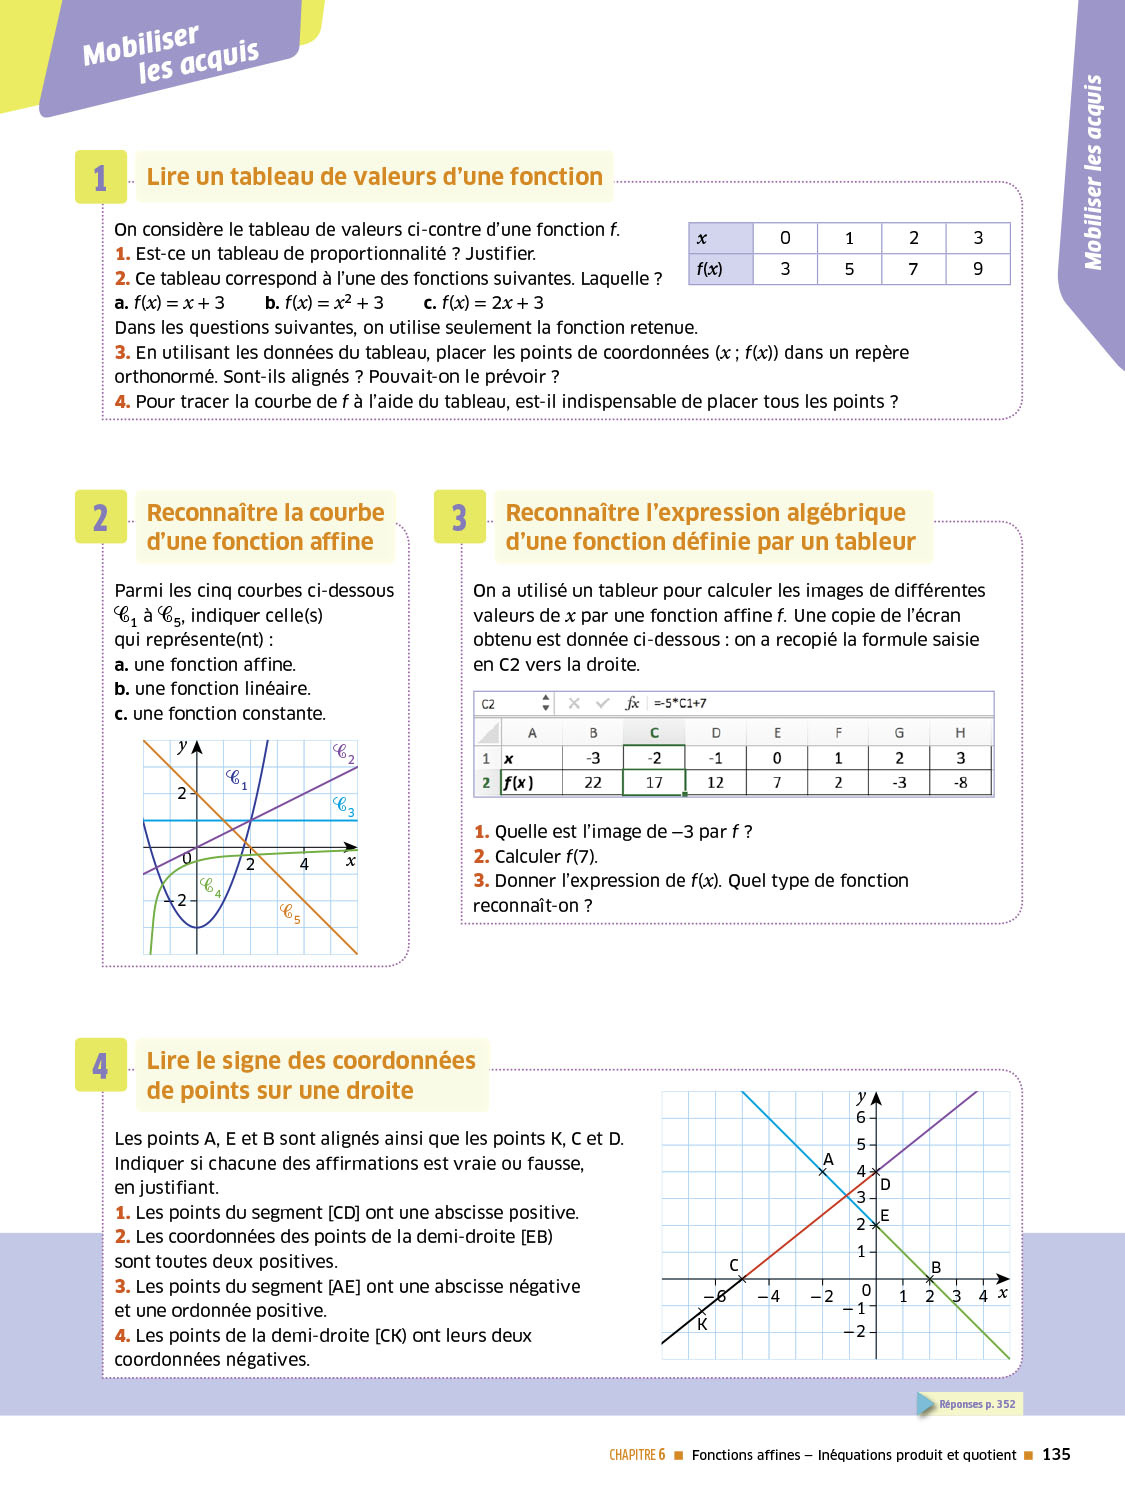 Mobiliser
les acquis
Mobiliser les acquis
1 Lire un tableau de valeurs d'une fonction
On considère le tableau de valeurs ci-contre d'une fonction f.
1. Est-ce un tableau de proportionnalité ? Justifier.
2. Ce tableau correspond à l'une des fonctions suivantes. Laquelle ?
a. f(x) = x + 3 b. f(x) = x² + 3 c. f(x) = 2x + 3
Dans les questions suivantes, on utilise seulement la fonction retenue.
3. En utilisant les données du tableau, placer les points de coordonnées (x ; f(x)) dans un repère
orthonormé. Sont-ils alignés ? Pouvait-on le prévoir ?
4. Pour tracer la courbe de f à l'aide du tableau, est-il indispensable de placer tous les points ?
x 0 1 2 3
f(x) 3 5 7 9
2 Reconnaître la courbe
d'une fonction affine
Parmi les cinq courbes ci-dessous
𝒞₁ à 𝒞₅, indiquer celle(s)
qui représente(nt) :
a. une fonction affine.
b. une fonction linéaire.
c. une fonction constante.
y
𝒞₂
𝒞₁
2
𝒞₃
0 2 4 x
𝒞₄
−2
𝒞₅
3 Reconnaître l'expression algébrique
d'une fonction définie par un tableur
On a utilisé un tableur pour calculer les images de différentes
valeurs de x par une fonction affine f. Une copie de l'écran
obtenu est donnée ci-dessous : on a recopié la formule saisie
en C2 vers la droite.
C2 fx =-5*C1+7
A B C D E F G H
1 x -3 -2 -1 0 1 2 3
2 f(x) 22 17 12 7 2 -3 -8
1. Quelle est l'image de –3 par f ?
2. Calculer f(7).
3. Donner l'expression de f(x). Quel type de fonction
reconnaît-on ?
4 Lire le signe des coordonnées
de points sur une droite
Les points A, E et B sont alignés ainsi que les points K, C et D.
Indiquer si chacune des affirmations est vraie ou fausse,
en justifiant.
1. Les points du segment [CD] ont une abscisse positive.
2. Les coordonnées des points de la demi-droite [EB)
sont toutes deux positives.
3. Les points du segment [AE] ont une abscisse négative
et une ordonnée positive.
4. Les points de la demi-droite [CK) ont leurs deux
coordonnées négatives.
y
6
5
A
4
D
3
2 E
1
C B
−6 −4 −2 0 1 2 3 4 x
−1
K
−2
Réponses p. 352
CHAPITRE 6 ■ Fonctions affines – Inéquations produit et quotient ■ 135